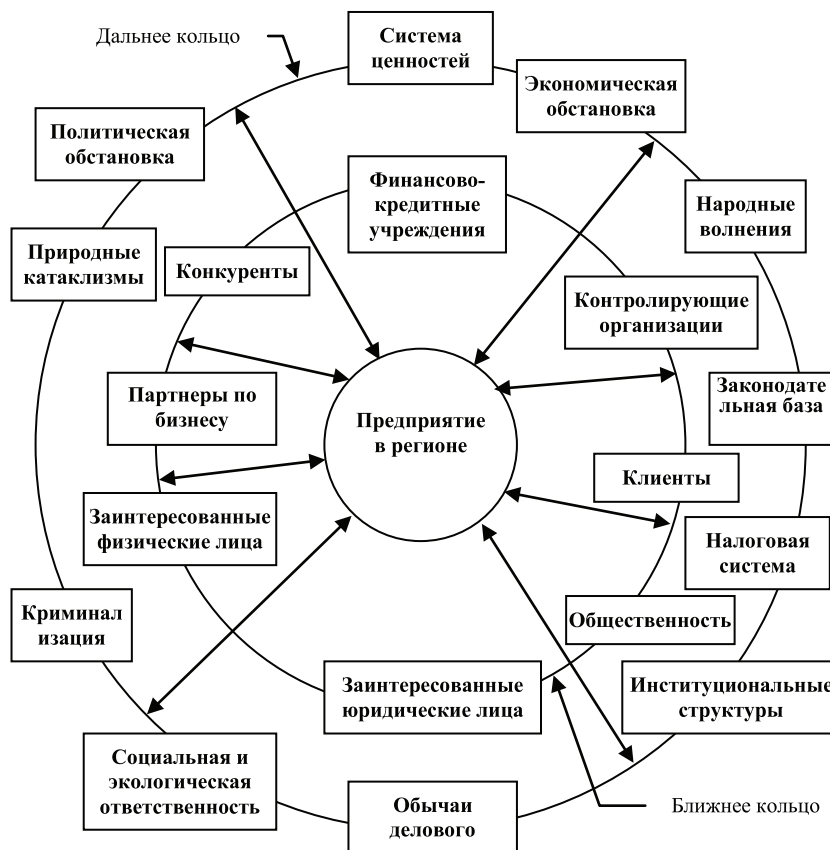 Дальнее кольцо
Система
ценностей
Экономическая
обстановка
Политическая
обстановка
Финансово-
кредитные
учреждения
Народные
волнения
Природные
катаклизмы
Конкуренты
Контролирующие
организации
Партнеры по
бизнесу
Предприятие
в регионе
Законодате
льная база
Клиенты
Заинтересованные
физические лица
Налоговая
система
Криминал
изация
Общественность
Заинтересованные
юридические лица
Институциональные
структуры
Социальная и
экологическая
ответственность
Обычаи
делового
Ближнее кольцо